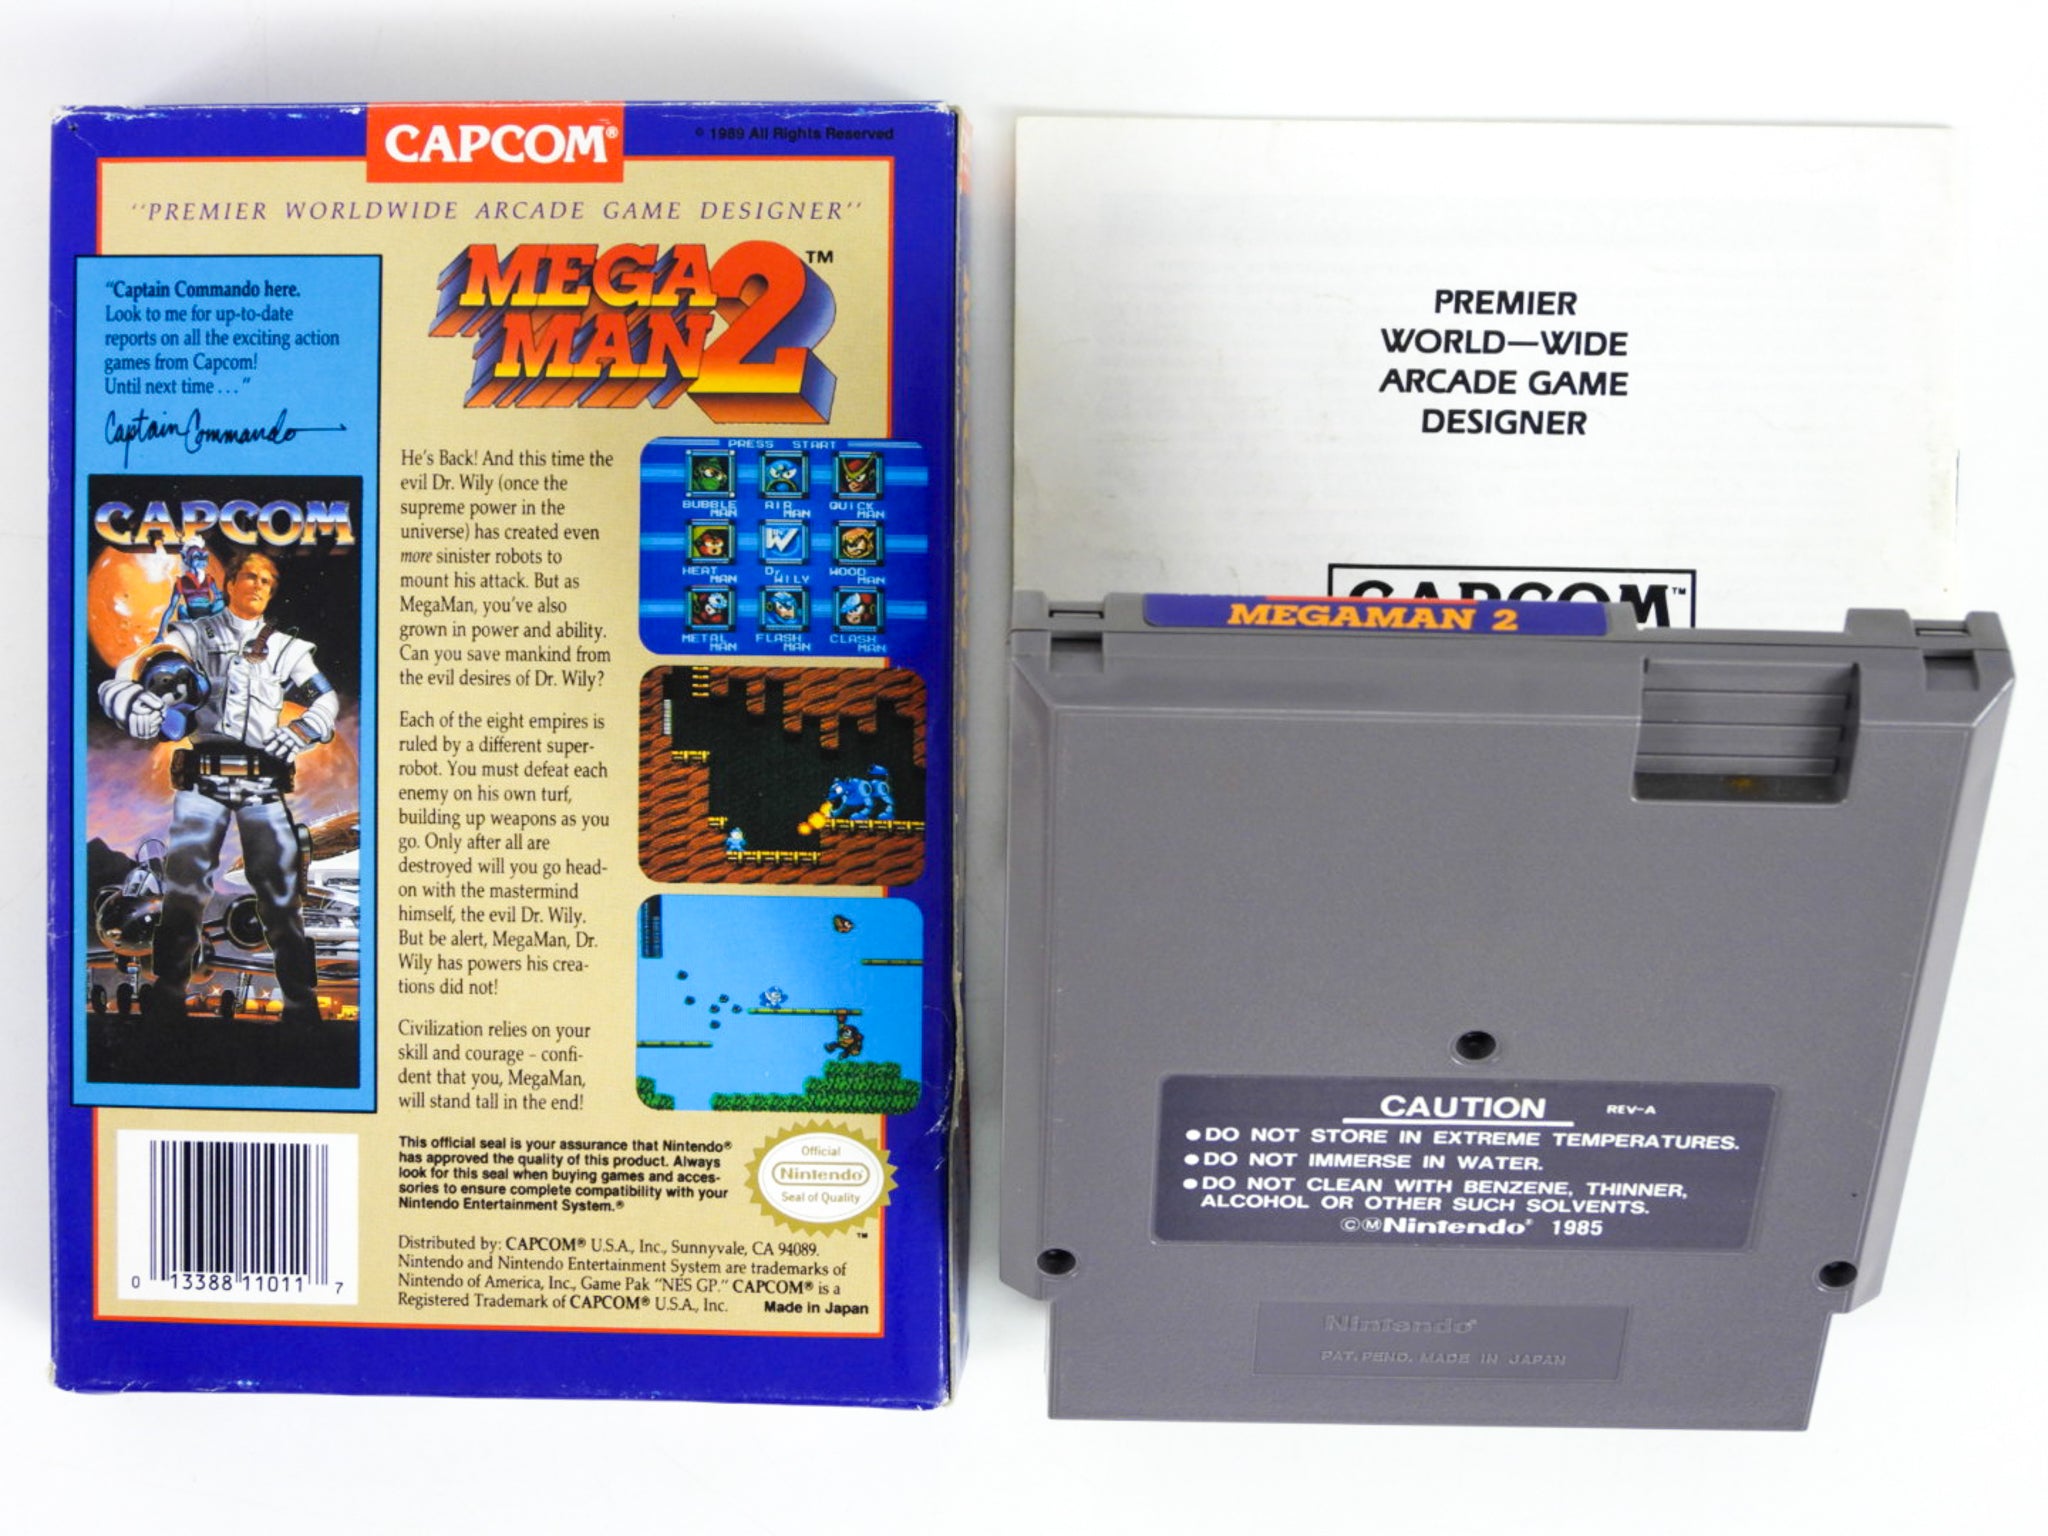 CAPCOM®
© 1989 All Rights Reserved
"PREMIER WORLDWIDE ARCADE GAME DESIGNER"
"Captain Commando here.
Look to me for up-to-date
reports on all the exciting action
games from Capcom!
Until next time . . ."
Captain Commando
CAPCOM
MEGA
MAN 2™
He's Back! And this time the
evil Dr. Wily (once the
supreme power in the
universe) has created even
more sinister robots to
mount his attack. But as
MegaMan, you've also
grown in power and ability.
Can you save mankind from
the evil desires of Dr. Wily?
Each of the eight empires is
ruled by a different super-
robot. You must defeat each
enemy on his own turf,
building up weapons as you
go. Only after all are
destroyed will you go head-
on with the mastermind
himself, the evil Dr. Wily.
But be alert, MegaMan, Dr.
Wily has powers his crea-
tions did not!
Civilization relies on your
skill and courage – confi-
dent that you, MegaMan,
will stand tall in the end!
PRESS START
BUBBLE MAN AIR MAN QUICK MAN
W
HEAT MAN Dr. WILY WOOD MAN
METAL MAN FLASH MAN CLASH MAN
0 13388 11011 7
This official seal is your assurance that Nintendo®
has approved the quality of this product. Always
look for this seal when buying games and acces-
sories to ensure complete compatibility with your
Nintendo Entertainment System.®
Official
Nintendo®
Seal of Quality
™
Distributed by: CAPCOM® U.S.A., Inc., Sunnyvale, CA 94089.
Nintendo and Nintendo Entertainment System are trademarks of
Nintendo of America, Inc., Game Pak "NES GP." CAPCOM® is a
Registered Trademark of CAPCOM® U.S.A., Inc.
Made in Japan
PREMIER
WORLD—WIDE
ARCADE GAME
DESIGNER
CAPCOM™
MEGAMAN 2
CAUTION REV-A
● DO NOT STORE IN EXTREME TEMPERATURES.
● DO NOT IMMERSE IN WATER.
● DO NOT CLEAN WITH BENZENE, THINNER,
ALCOHOL OR OTHER SUCH SOLVENTS.
ⒸⓂNintendo® 1985
Nintendo®
PAT. PEND. MADE IN JAPAN